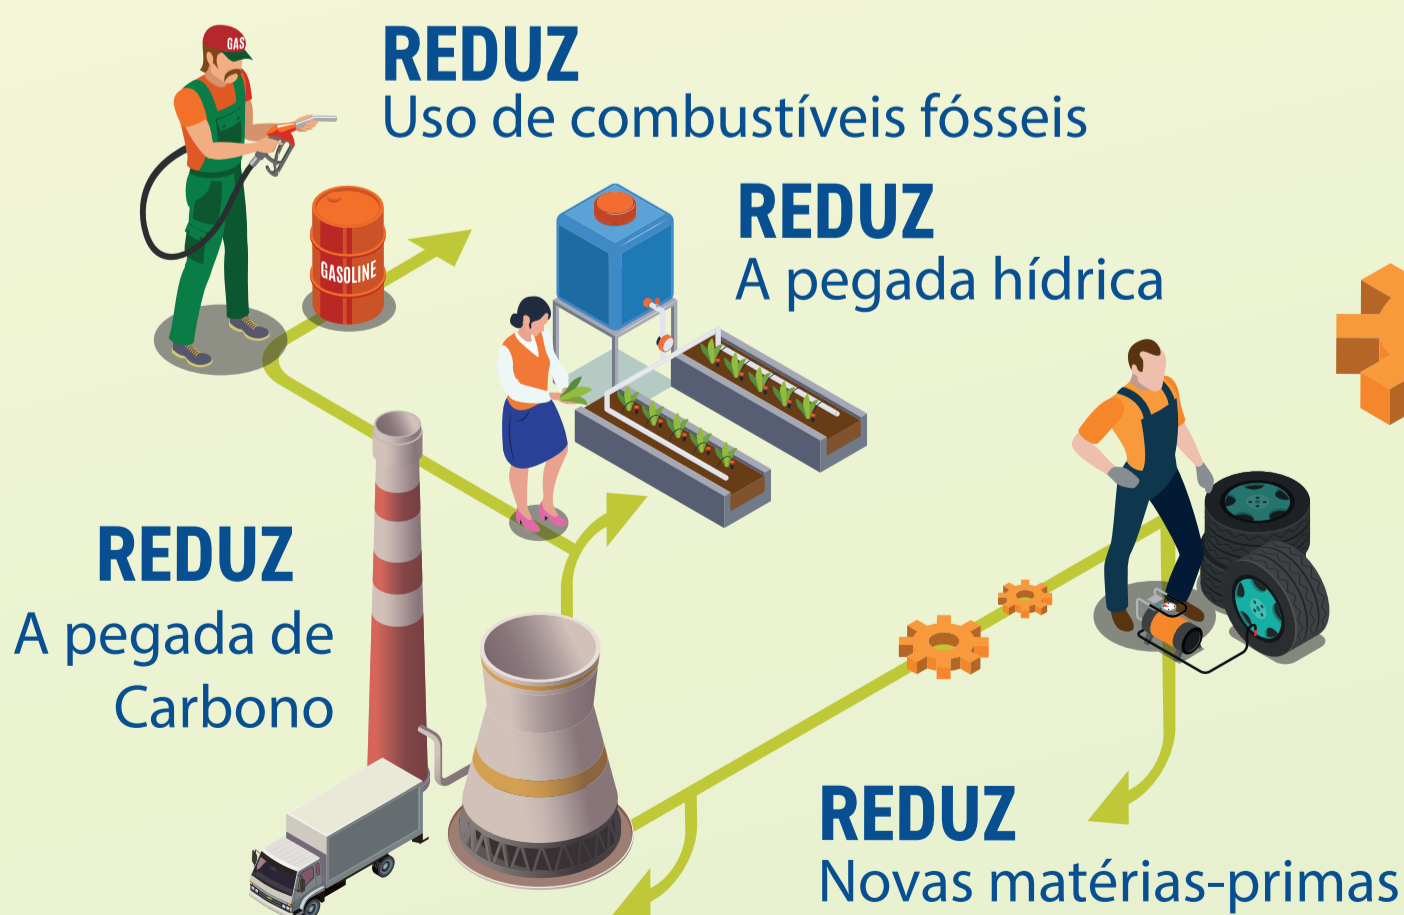 GAS
REDUZ
Uso de combustíveis fósseis
GASOLINE
REDUZ
A pegada hídrica
REDUZ
A pegada de
Carbono
REDUZ
Novas matérias-primas